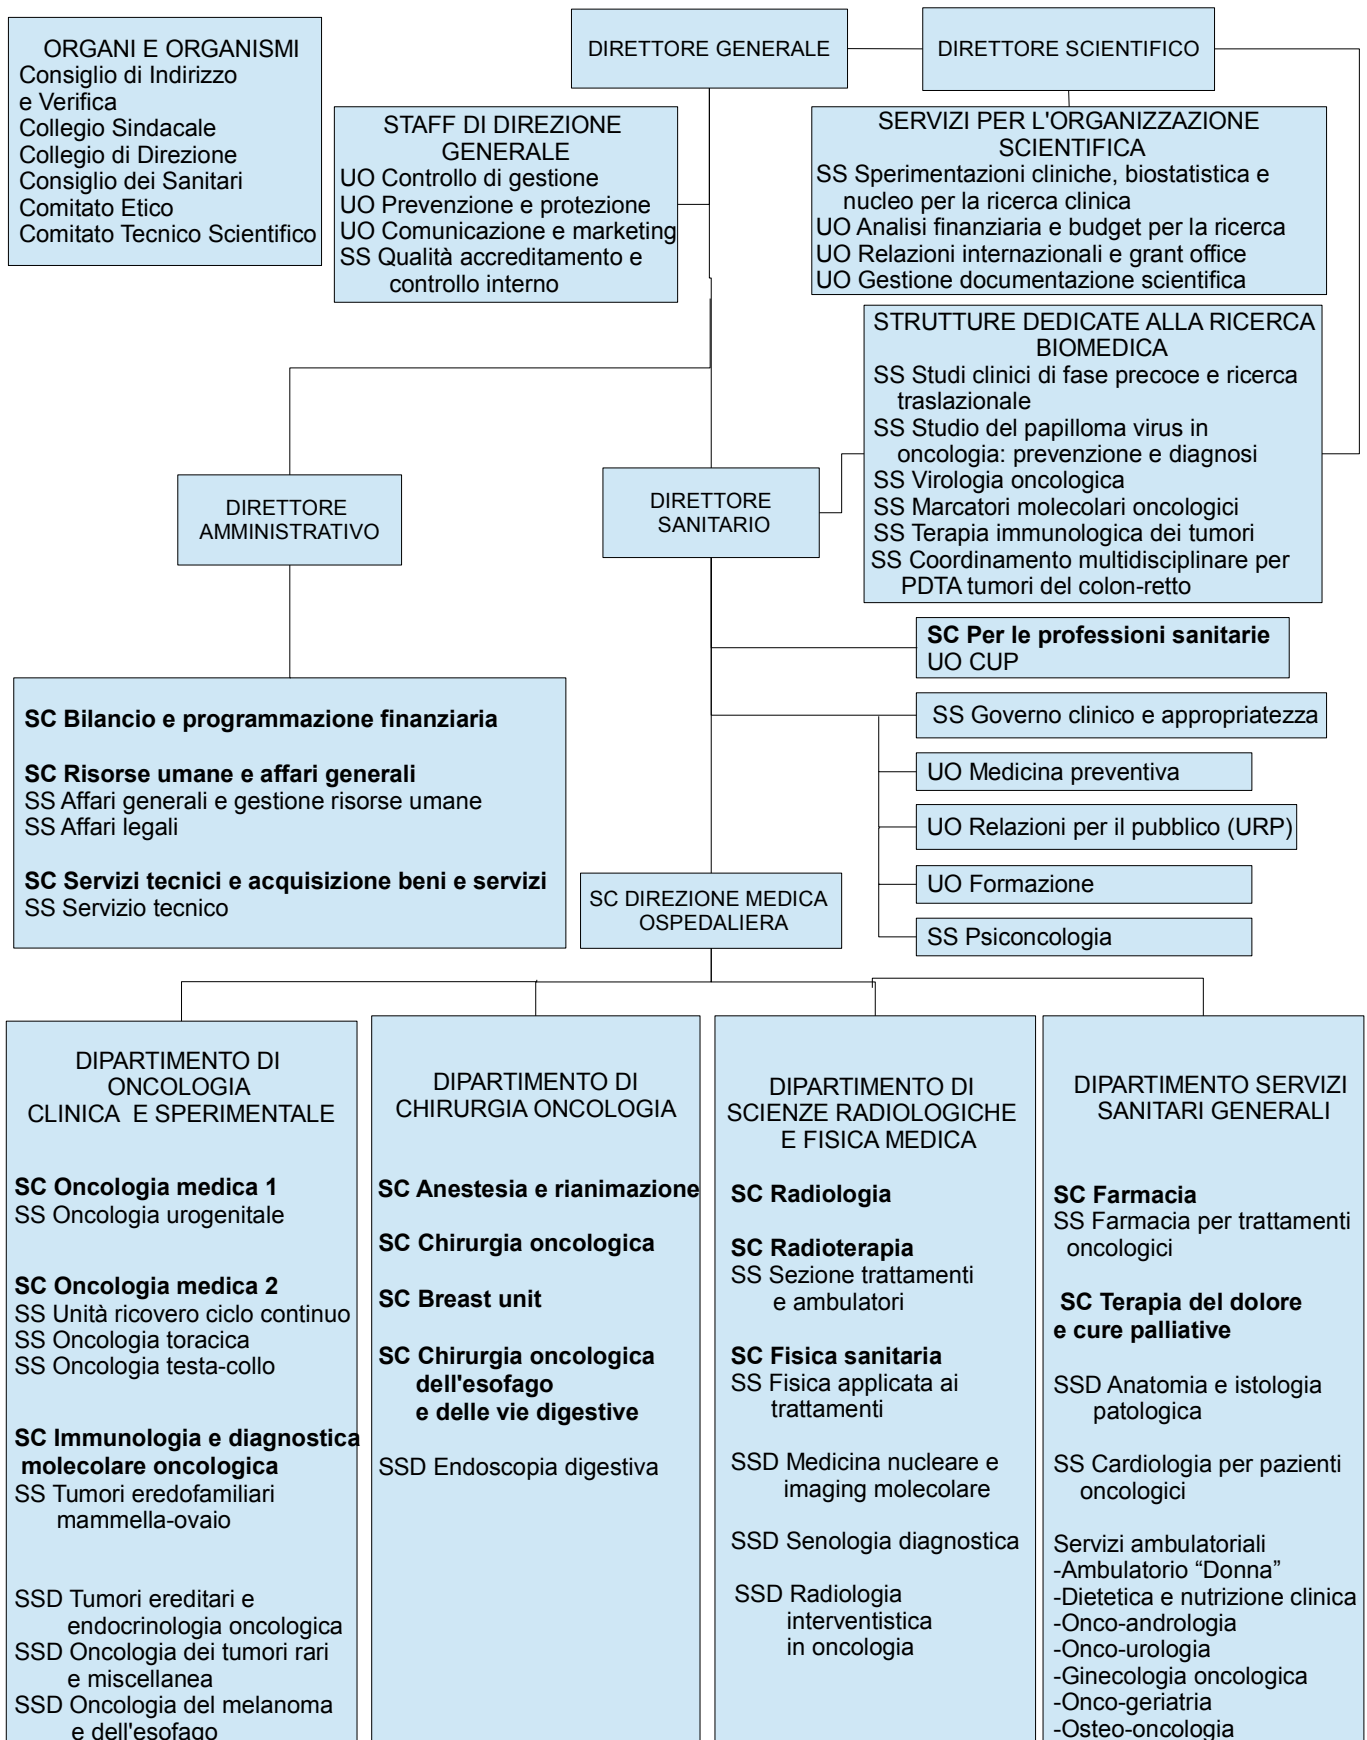 ORGANI E ORGANISMI
Consiglio di Indirizzo
e Verifica
Collegio Sindacale
Collegio di Direzione
Consiglio dei Sanitari
Comitato Etico
Comitato Tecnico Scientifico
DIRETTORE GENERALE
DIRETTORE SCIENTIFICO
STAFF DI DIREZIONE
GENERALE
UO Controllo di gestione
UO Prevenzione e protezione
UO Comunicazione e marketing
SS Qualità accreditamento e
controllo interno
SERVIZI PER L'ORGANIZZAZIONE
SCIENTIFICA
SS Sperimentazioni cliniche, biostatistica e
nucleo per la ricerca clinica
UO Analisi finanziaria e budget per la ricerca
UO Relazioni internazionali e grant office
UO Gestione documentazione scientifica
STRUTTURE DEDICATE ALLA RICERCA
BIOMEDICA
SS Studi clinici di fase precoce e ricerca
traslazionale
SS Studio del papilloma virus in
oncologia: prevenzione e diagnosi
SS Virologia oncologica
SS Marcatori molecolari oncologici
SS Terapia immunologica dei tumori
SS Coordinamento multidisciplinare per
PDTA tumori del colon-retto
DIRETTORE
AMMINISTRATIVO
DIRETTORE
SANITARIO
SC Per le professioni sanitarie
UO CUP
SS Governo clinico e appropriatezza
UO Medicina preventiva
UO Relazioni per il pubblico (URP)
UO Formazione
SS Psiconcologia
SC Bilancio e programmazione finanziaria
SC Risorse umane e affari generali
SS Affari generali e gestione risorse umane
SS Affari legali
SC Servizi tecnici e acquisizione beni e servizi
SS Servizio tecnico
SC DIREZIONE MEDICA
OSPEDALIERA
DIPARTIMENTO DI
ONCOLOGIA
CLINICA E SPERIMENTALE
SC Oncologia medica 1
SS Oncologia urogenitale
SC Oncologia medica 2
SS Unità ricovero ciclo continuo
SS Oncologia toracica
SS Oncologia testa-collo
SC Immunologia e diagnostica
molecolare oncologica
SS Tumori eredofamiliari
mammella-ovaio
SSD Tumori ereditari e
endocrinologia oncologica
SSD Oncologia dei tumori rari
e miscellanea
SSD Oncologia del melanoma
e dell'esofago
DIPARTIMENTO DI
CHIRURGIA ONCOLOGIA
SC Anestesia e rianimazione
SC Chirurgia oncologica
SC Breast unit
SC Chirurgia oncologica
dell'esofago
e delle vie digestive
SSD Endoscopia digestiva
DIPARTIMENTO DI
SCIENZE RADIOLOGICHE
E FISICA MEDICA
SC Radiologia
SC Radioterapia
SS Sezione trattamenti
e ambulatori
SC Fisica sanitaria
SS Fisica applicata ai
trattamenti
SSD Medicina nucleare e
imaging molecolare
SSD Senologia diagnostica
SSD Radiologia
interventistica
in oncologia
DIPARTIMENTO SERVIZI
SANITARI GENERALI
SC Farmacia
SS Farmacia per trattamenti
oncologici
SC Terapia del dolore
e cure palliative
SSD Anatomia e istologia
patologica
SS Cardiologia per pazienti
oncologici
Servizi ambulatoriali
-Ambulatorio “Donna”
-Dietetica e nutrizione clinica
-Onco-andrologia
-Onco-urologia
-Ginecologia oncologica
-Onco-geriatria
-Osteo-oncologia